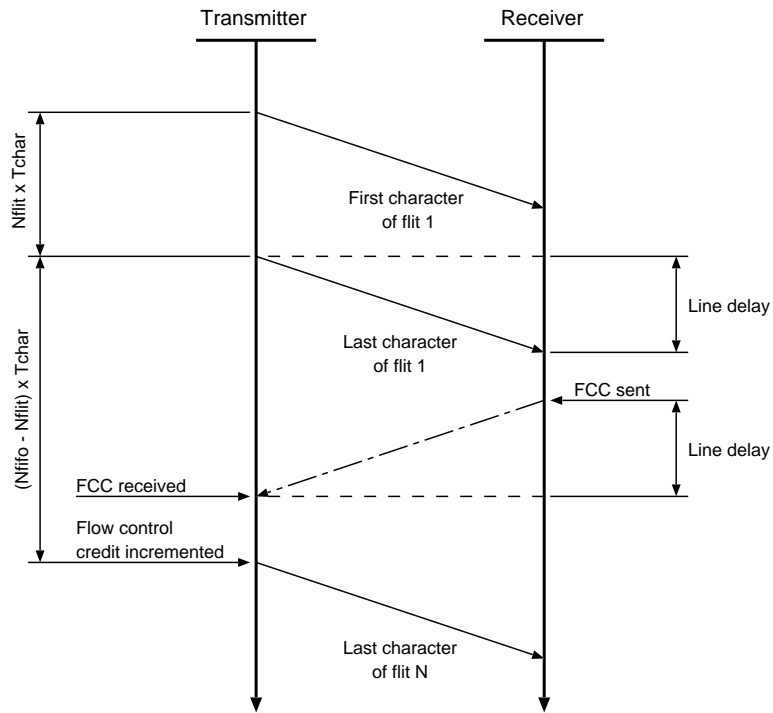 Transmitter
Receiver
Nflit x Tchar
First character
of flit 1
(Nfifo - Nflit) x Tchar
Line delay
Last character
of flit 1
FCC sent
Line delay
FCC received
Flow control
credit incremented
Last character
of flit N